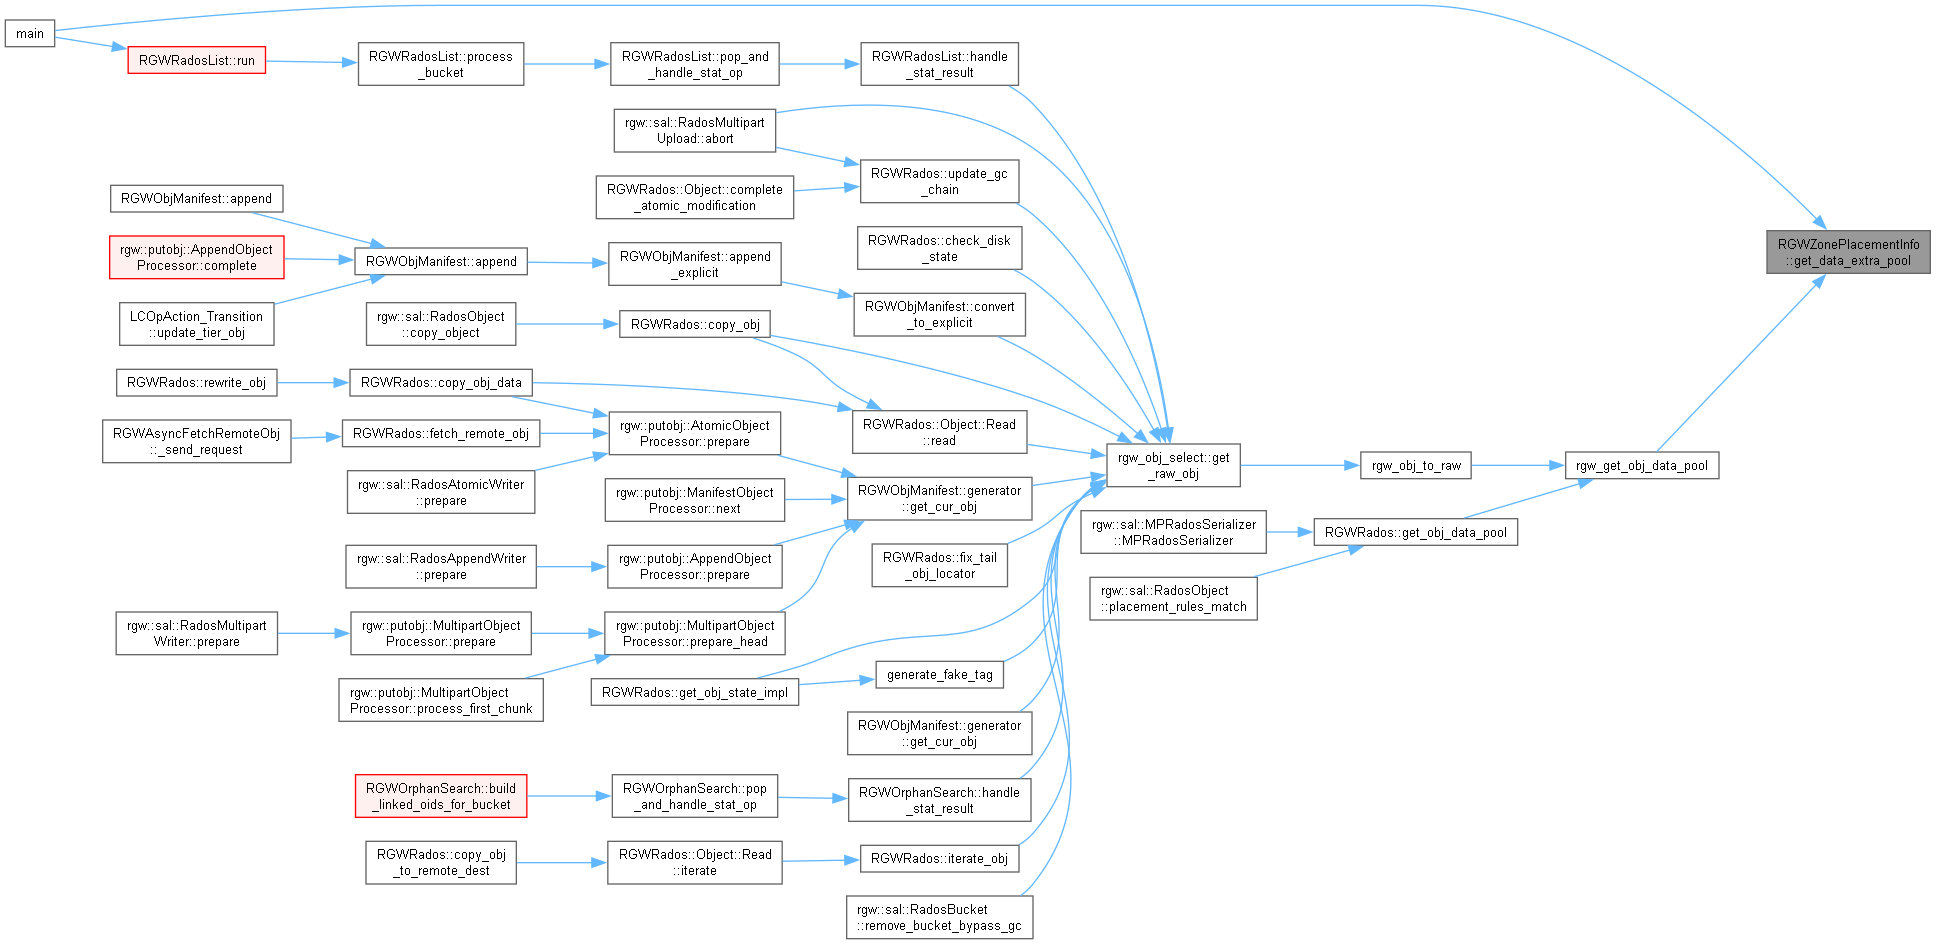 main
RGWRadosList::run
RGWRadosList::process
_bucket
RGWRadosList::pop_and
_handle_stat_op
RGWRadosList::handle
_stat_result
rgw::sal::RadosMultipart
Upload::abort
RGWRados::update_gc
_chain
RGWRados::Object::complete
_atomic_modification
RGWObjManifest::append
rgw::putobj::AppendObject
Processor::complete
LCOpAction_Transition
::update_tier_obj
RGWObjManifest::append
RGWObjManifest::append
_explicit
RGWRados::check_disk
_state
RGWObjManifest::convert
_to_explicit
rgw::sal::RadosObject
::copy_object
RGWRados::copy_obj
RGWRados::rewrite_obj
RGWRados::copy_obj_data
RGWAsyncFetchRemoteObj
::_send_request
RGWRados::fetch_remote_obj
rgw::putobj::AtomicObject
Processor::prepare
RGWRados::Object::Read
::read
rgw::sal::RadosAtomicWriter
::prepare
rgw::putobj::ManifestObject
Processor::next
RGWObjManifest::generator
::get_cur_obj
rgw::sal::RadosAppendWriter
::prepare
rgw::putobj::AppendObject
Processor::prepare
RGWRados::fix_tail
_obj_locator
rgw::sal::RadosMultipart
Writer::prepare
rgw::putobj::MultipartObject
Processor::prepare
rgw::putobj::MultipartObject
Processor::prepare_head
rgw::putobj::MultipartObject
Processor::process_first_chunk
RGWRados::get_obj_state_impl
generate_fake_tag
RGWObjManifest::generator
::get_cur_obj
RGWOrphanSearch::build
_linked_oids_for_bucket
RGWOrphanSearch::pop
_and_handle_stat_op
RGWOrphanSearch::handle
_stat_result
RGWRados::copy_obj
_to_remote_dest
RGWRados::Object::Read
::iterate
RGWRados::iterate_obj
rgw::sal::RadosBucket
::remove_bucket_bypass_gc
rgw_obj_select::get
_raw_obj
rgw_obj_to_raw
rgw::sal::MPRadosSerializer
::MPRadosSerializer
RGWRados::get_obj_data_pool
rgw::sal::RadosObject
::placement_rules_match
rgw_get_obj_data_pool
RGWZonePlacementInfo
::get_data_extra_pool